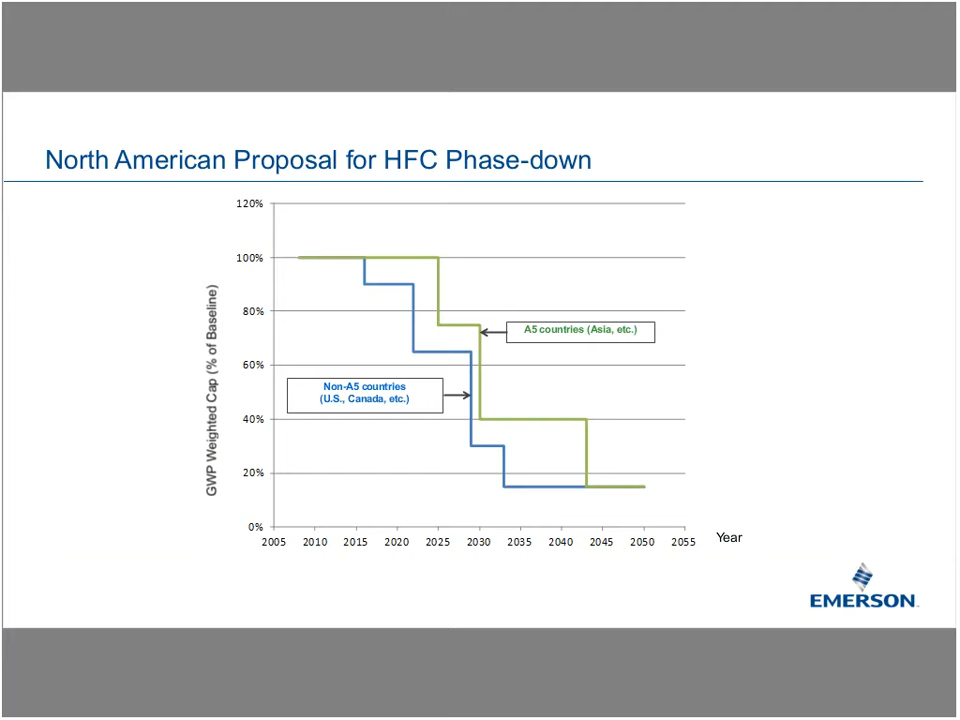 North American Proposal for HFC Phase-down
120%
100%
80%
60%
40%
20%
0%
GWP Weighted Cap (% of Baseline)
A5 countries (Asia, etc.)
Non-A5 countries
(U.S., Canada, etc.)
2005 2010 2015 2020 2025 2030 2035 2040 2045 2050 2055
Year
EMERSON